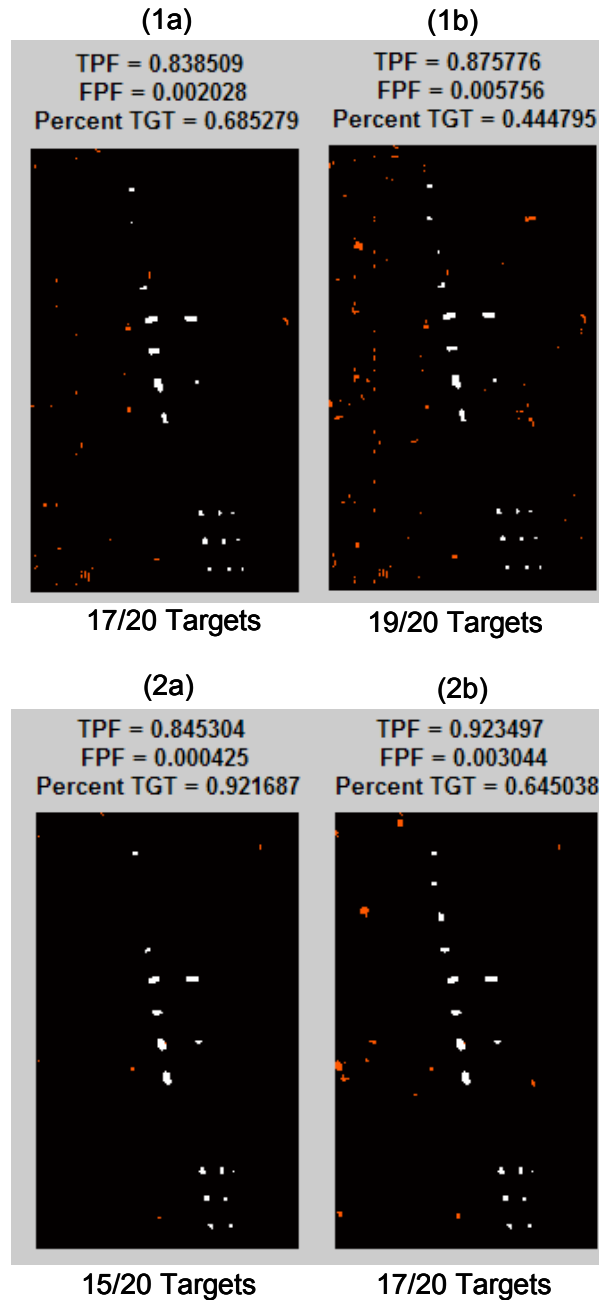 (1a) (1b)
TPF = 0.838509 TPF = 0.875776
FPF = 0.002028 FPF = 0.005756
Percent TGT = 0.685279 Percent TGT = 0.444795
17/20 Targets 19/20 Targets
(2a) (2b)
TPF = 0.845304 TPF = 0.923497
FPF = 0.000425 FPF = 0.003044
Percent TGT = 0.921687 Percent TGT = 0.645038
15/20 Targets 17/20 Targets